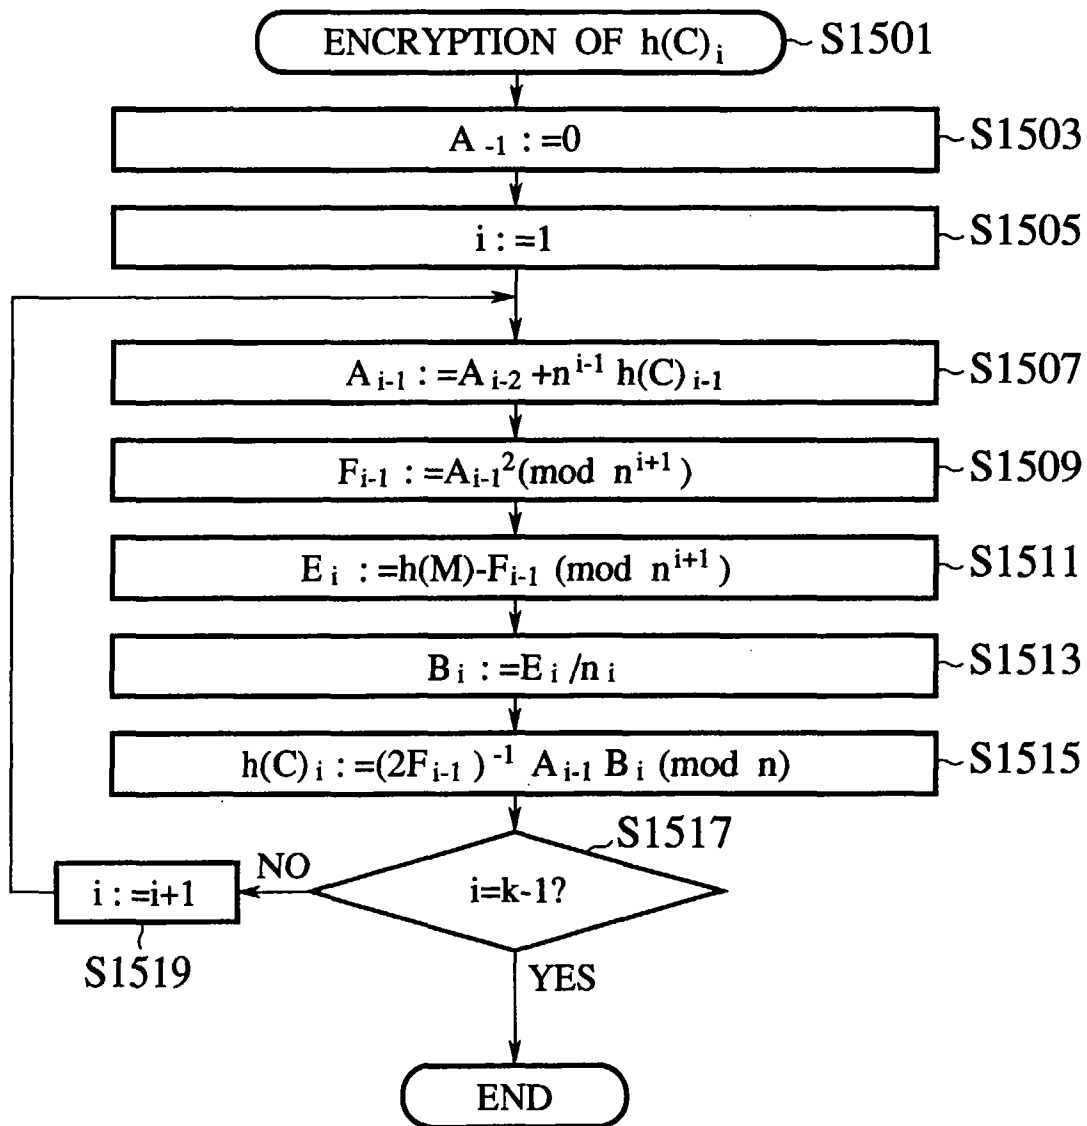 ENCRYPTION OF h(C)ᵢ S1501
A₋₁ :=0 S1503
i :=1 S1505
Aᵢ₋₁ :=Aᵢ₋₂ +nⁱ⁻¹ h(C)ᵢ₋₁ S1507
Fᵢ₋₁ :=Aᵢ₋₁²(mod nⁱ⁺¹) S1509
Eᵢ :=h(M)-Fᵢ₋₁ (mod nⁱ⁺¹) S1511
Bᵢ :=Eᵢ /nᵢ S1513
h(C)ᵢ :=(2Fᵢ₋₁)⁻¹ Aᵢ₋₁ Bᵢ (mod n) S1515
S1517
i=k-1?
NO
i :=i+1
S1519
YES
END